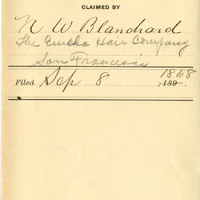 CLAIMED BY
N W Blanchard
The Eureka Hair Company
San Francisco
1868
Filed Sep 8 189